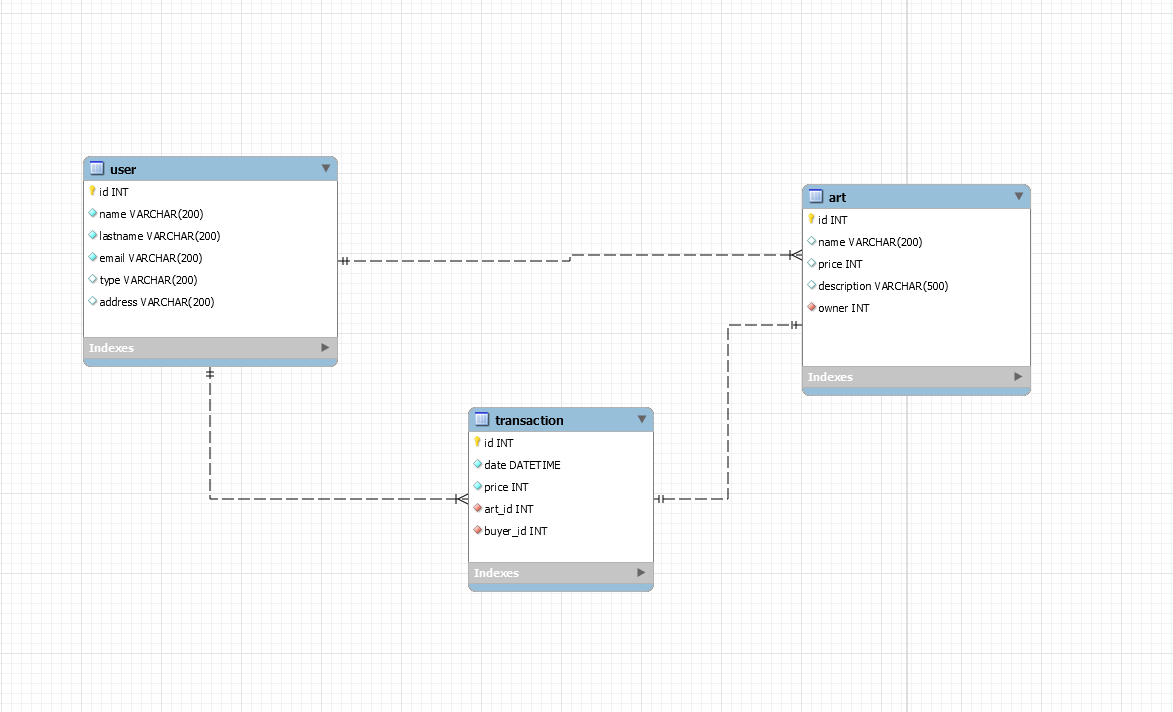 user
id INT
name VARCHAR(200)
lastname VARCHAR(200)
email VARCHAR(200)
type VARCHAR(200)
address VARCHAR(200)
Indexes
art
id INT
name VARCHAR(200)
price INT
description VARCHAR(500)
owner INT
Indexes
transaction
id INT
date DATETIME
price INT
art_id INT
buyer_id INT
Indexes